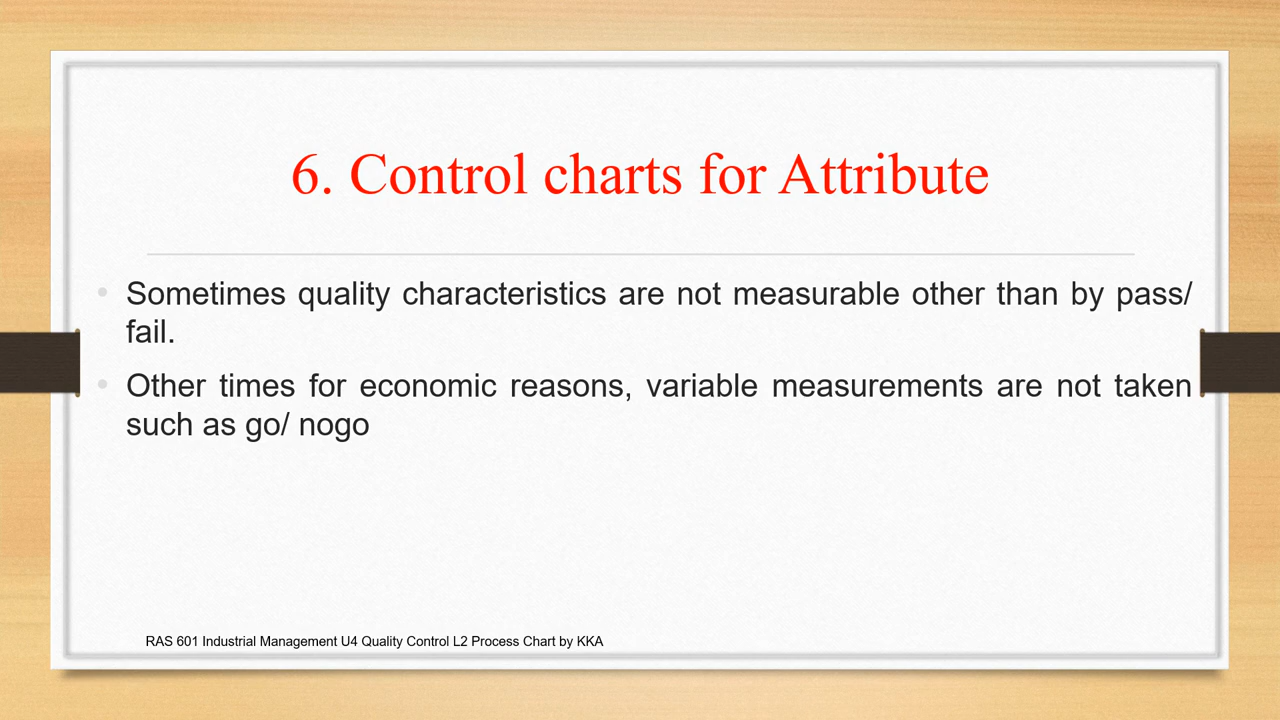 6. Control charts for Attribute
• Sometimes quality characteristics are not measurable other than by pass/
fail.
• Other times for economic reasons, variable measurements are not taken
such as go/ nogo
RAS 601 Industrial Management U4 Quality Control L2 Process Chart by KKA